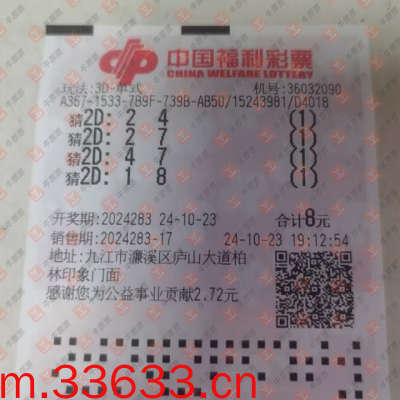 中国福利彩票
CHINA WELFARE LOTTERY
玩法:3D-单式 机号:36032090
A367-1533-789F-739B-AB50/15243981/D4018
猜2D: 2 4 (1)
猜2D: 2 7 (1)
猜2D: 4 7 (1)
猜2D: 1 8 (1)
开奖期:2024283 24-10-23 合计8元
销售期:2024283-17 24-10-23 19:12:54
地址:九江市濂溪区庐山大道柏
林印象门面
感谢您为公益事业贡献2.72元
m.33633.cn